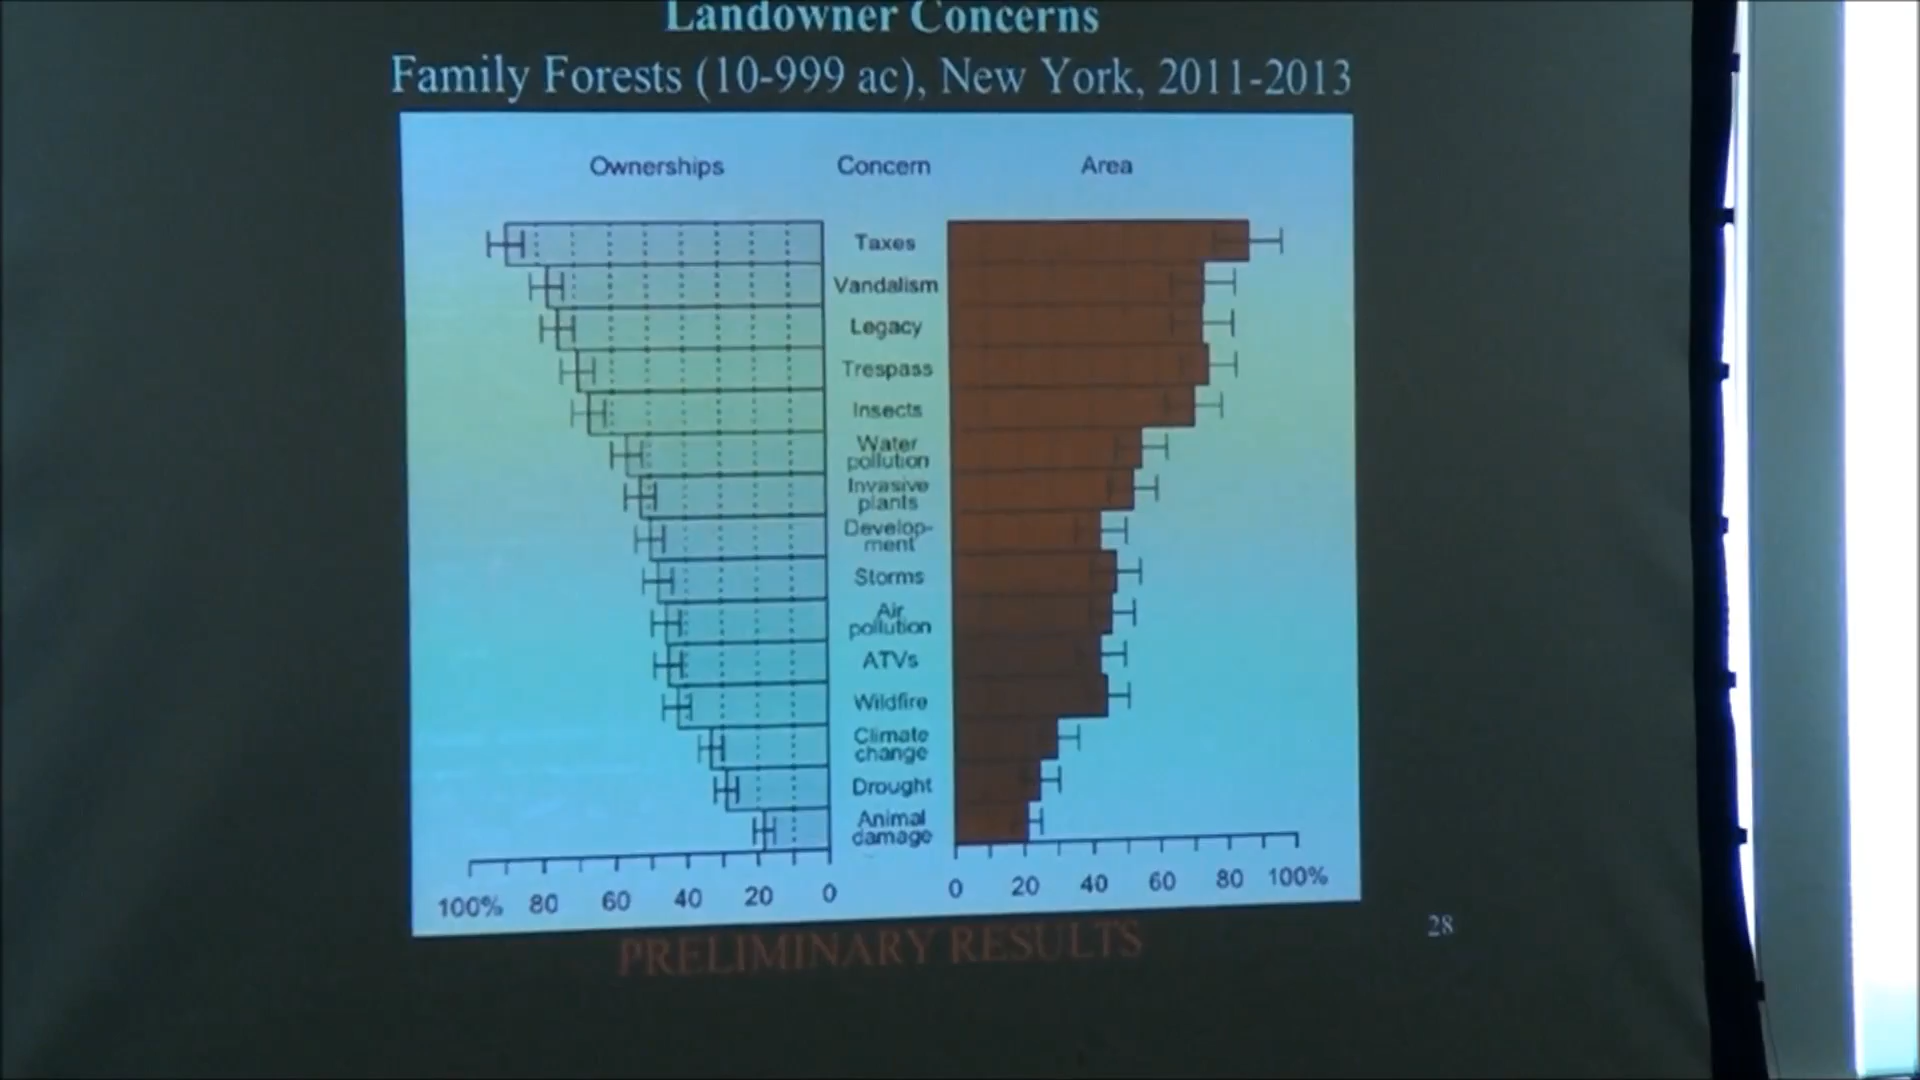 Landowner Concerns
Family Forests (10-999 ac), New York, 2011-2013
Ownerships Concern Area
Taxes
Vandalism
Legacy
Trespass
Insects
Water
pollution
Invasive
plants
Develop-
ment
Storms
Air
pollution
ATVs
Wildfire
Climate
change
Drought
Animal
damage
100% 80 60 40 20 0 0 20 40 60 80 100%
PRELIMINARY RESULTS
28